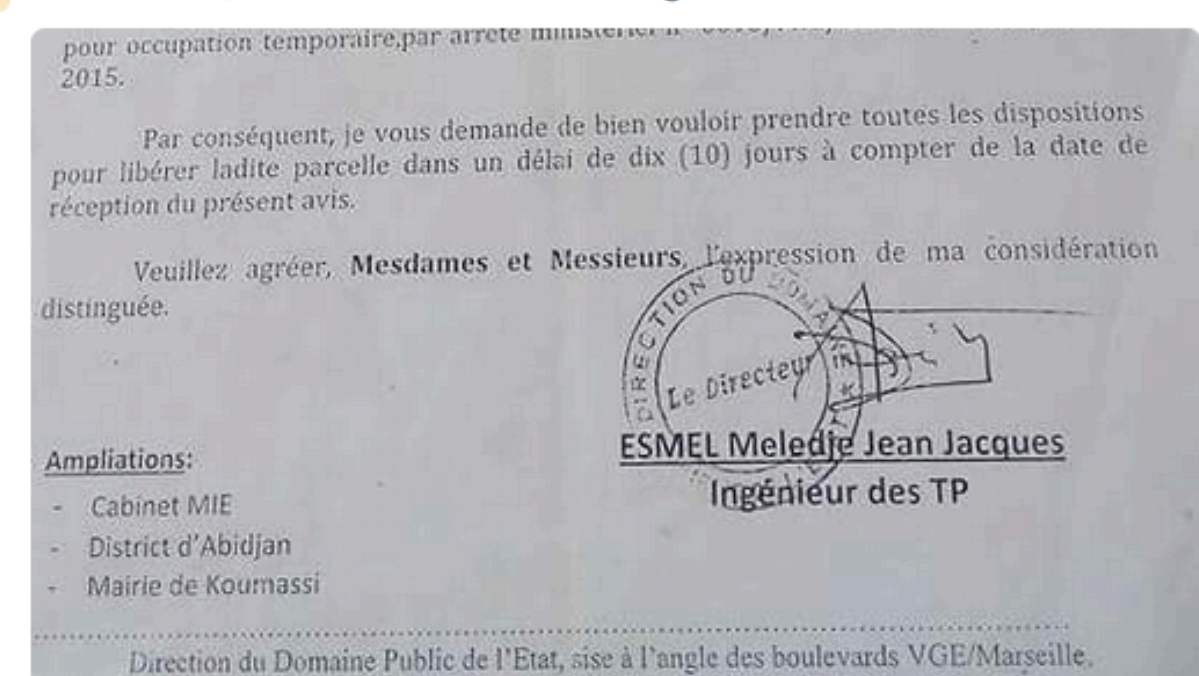 pour occupation temporaire,par arrêté ministériel n°
2015.
Par conséquent, je vous demande de bien vouloir prendre toutes les dispositions
pour libérer ladite parcelle dans un délai de dix (10) jours à compter de la date de
réception du présent avis.
Veuillez agréer, Mesdames et Messieurs, l'expression de ma considération
distinguée.
DIRECTION DU DOMAINE
Le Directeur
ESMEL Meledje Jean Jacques
Ingénieur des TP
Ampliations:
- Cabinet MIE
- District d'Abidjan
- Mairie de Koumassi
Direction du Domaine Public de l'Etat, sise à l'angle des boulevards VGE/Marseille.